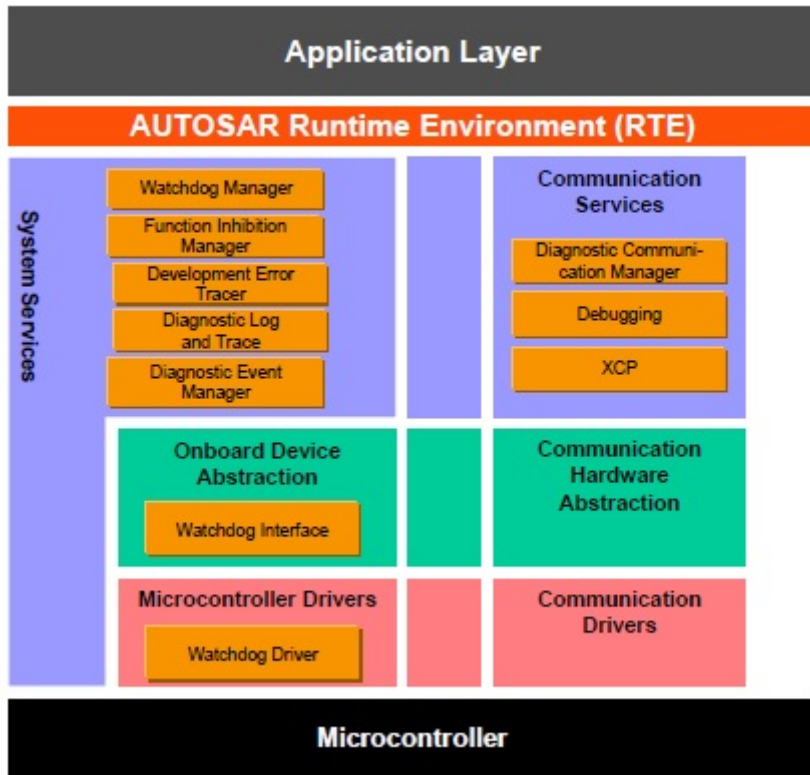 Application Layer
AUTOSAR Runtime Environment (RTE)
System Services
Watchdog Manager
Function Inhibition
Manager
Development Error
Tracer
Diagnostic Log
and Trace
Diagnostic Event
Manager
Communication
Services
Diagnostic Communi-
cation Manager
Debugging
XCP
Onboard Device
Abstraction
Watchdog Interface
Communication
Hardware
Abstraction
Microcontroller Drivers
Watchdog Driver
Communication
Drivers
Microcontroller